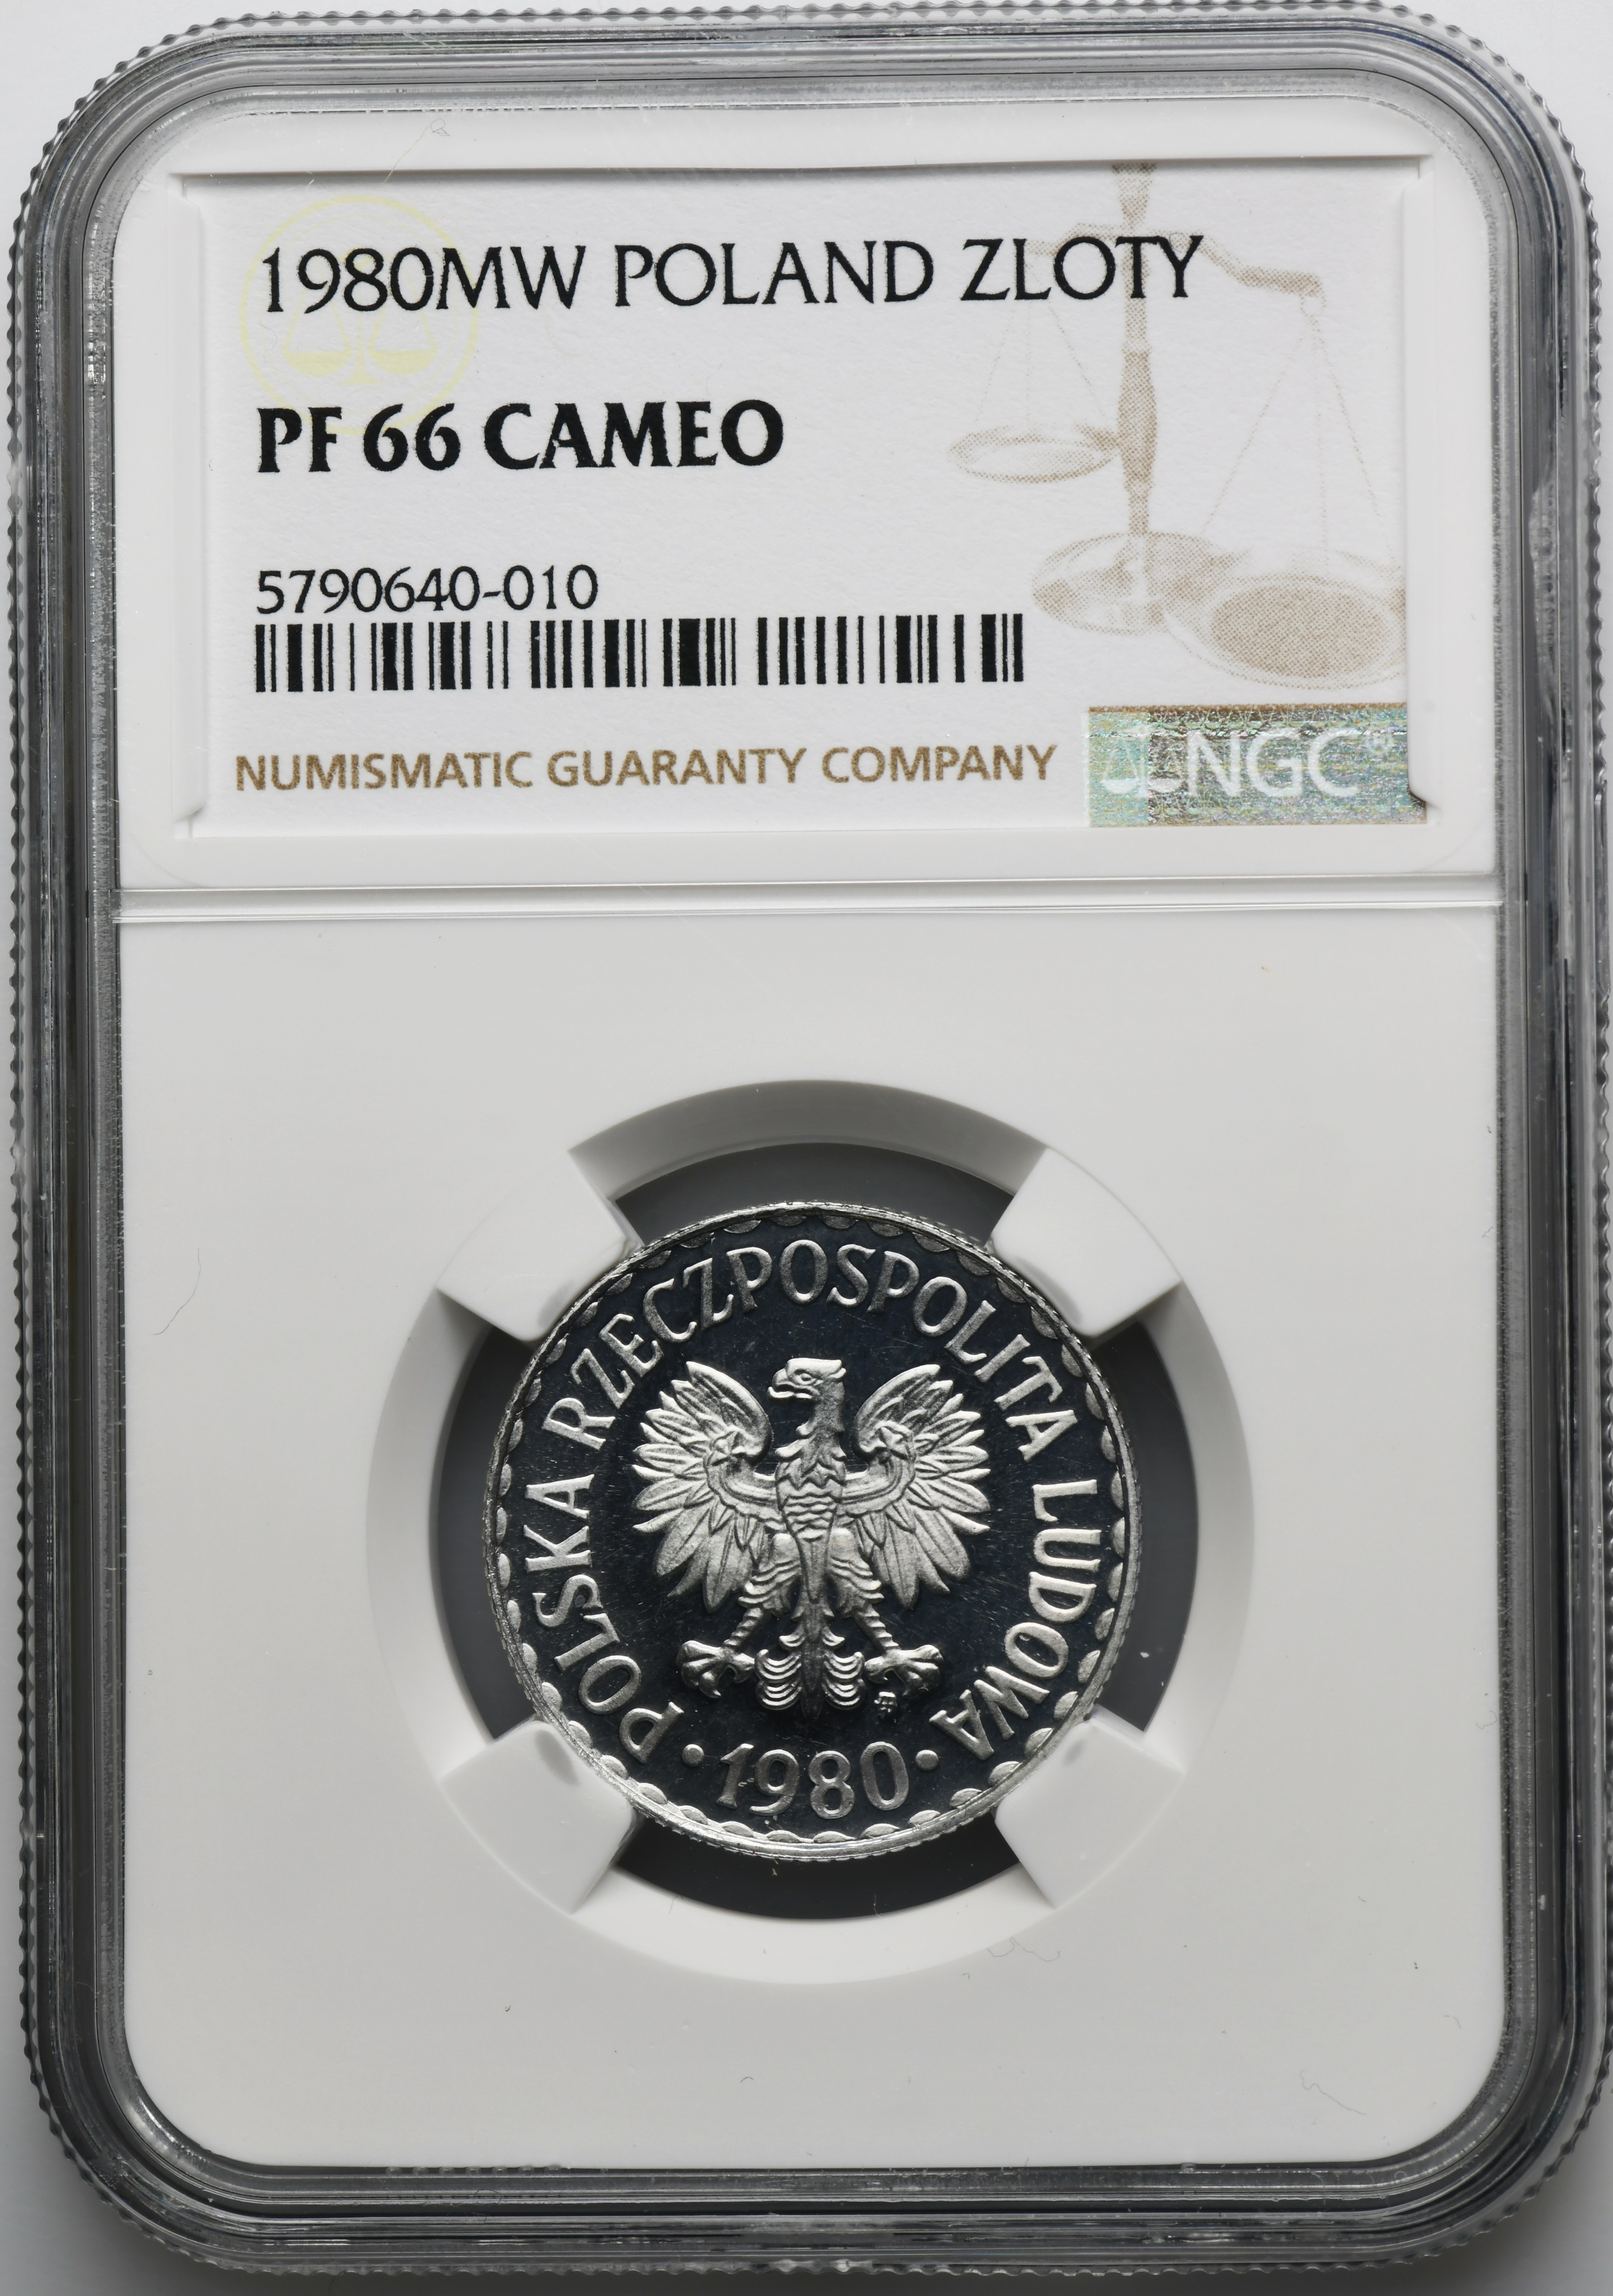 1980MW POLAND ZLOTY
PF 66 CAMEO
5790640-010
NUMISMATIC GUARANTY COMPANY
NGC®
POLSKA RZECZPOSPOLITA LUDOWA
· 1980 ·